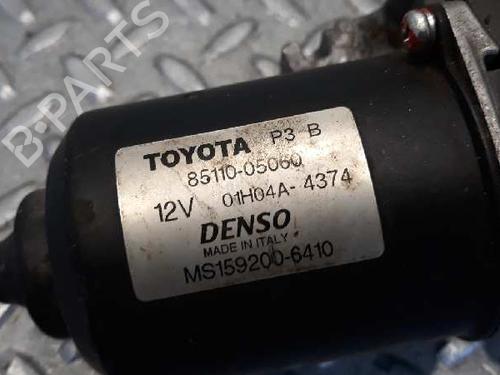 TOYOTA P3 B
85110-05060
12V 01H04A-4374
DENSO
MADE IN ITALY
MS159200-6410
B-PARTS